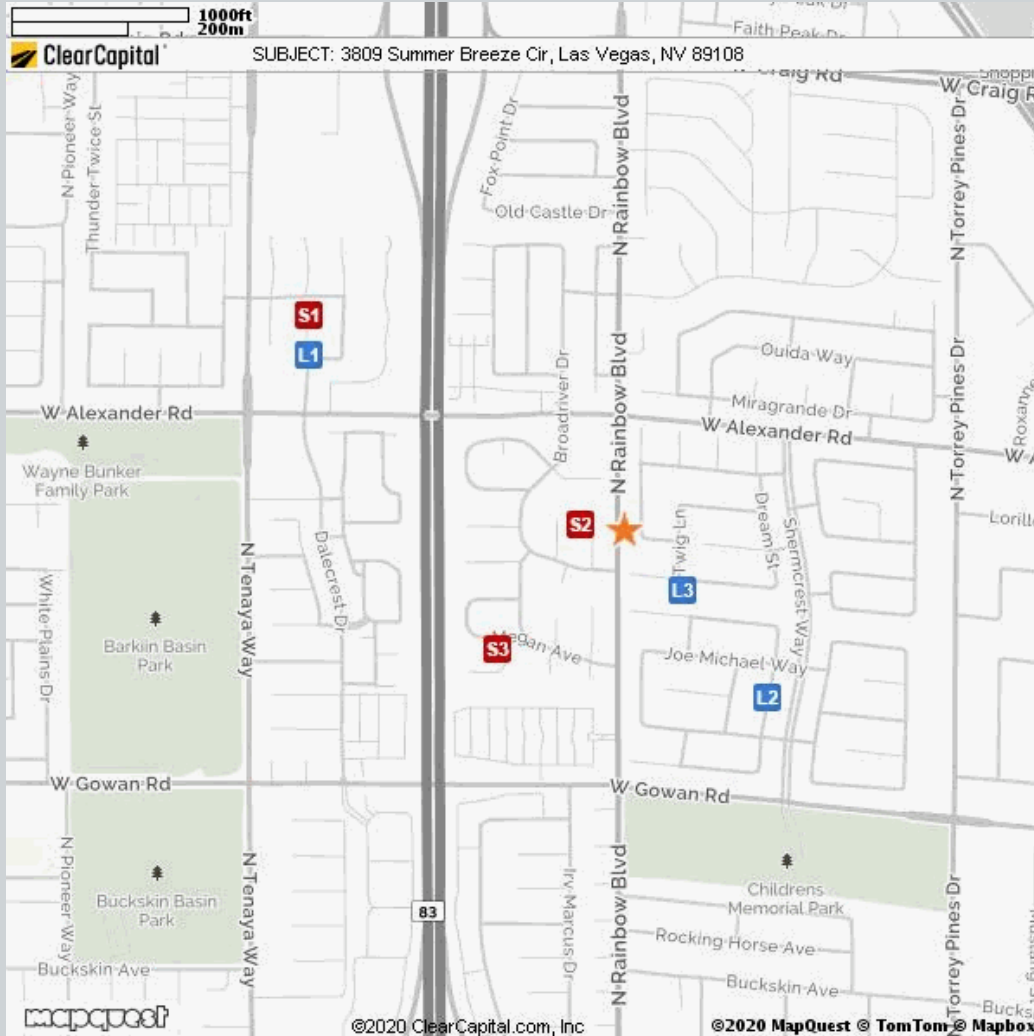 1000ft
200m
Faith Peak Dr
ClearCapital
SUBJECT: 3809 Summer Breeze Cir, Las Vegas, NV 89108
W Craig Rd
W Craig R
N Pioneer Way
Thunder Twice St
Fox Point Dr
N Rainbow Blvd
N Torrey Pines Dr
Old Castle Dr
S1
L1
Broadriver Dr
N Rainbow Blvd
Ouida Way
N Torrey Pines Dr
Miragrande Dr
W Alexander Rd
W Alexander Rd
Roxann
W A
Wayne Bunker
Family Park
S2
Twig Ln
Dream St
Shermcrest Way
Lorill
Dalecrest Dr
N Tenaya Way
White Plains Dr
L3
Barkin Basin
Park
S3
Megan Ave
Joe Michael Way
L2
W Gowan Rd
W Gowan Rd
N Pioneer Way
N Tenaya Way
Irv Marcus Dr
N Rainbow Blvd
Childrens
Memorial Park
N Torrey Pines Dr
Buckskin Basin
Park
83
Rocking Horse Ave
Buckskin Ave
Buckskin Ave
Bucks
mapquest
©2020 ClearCapital.com, Inc
©2020 MapQuest © TomTom © Mapbo